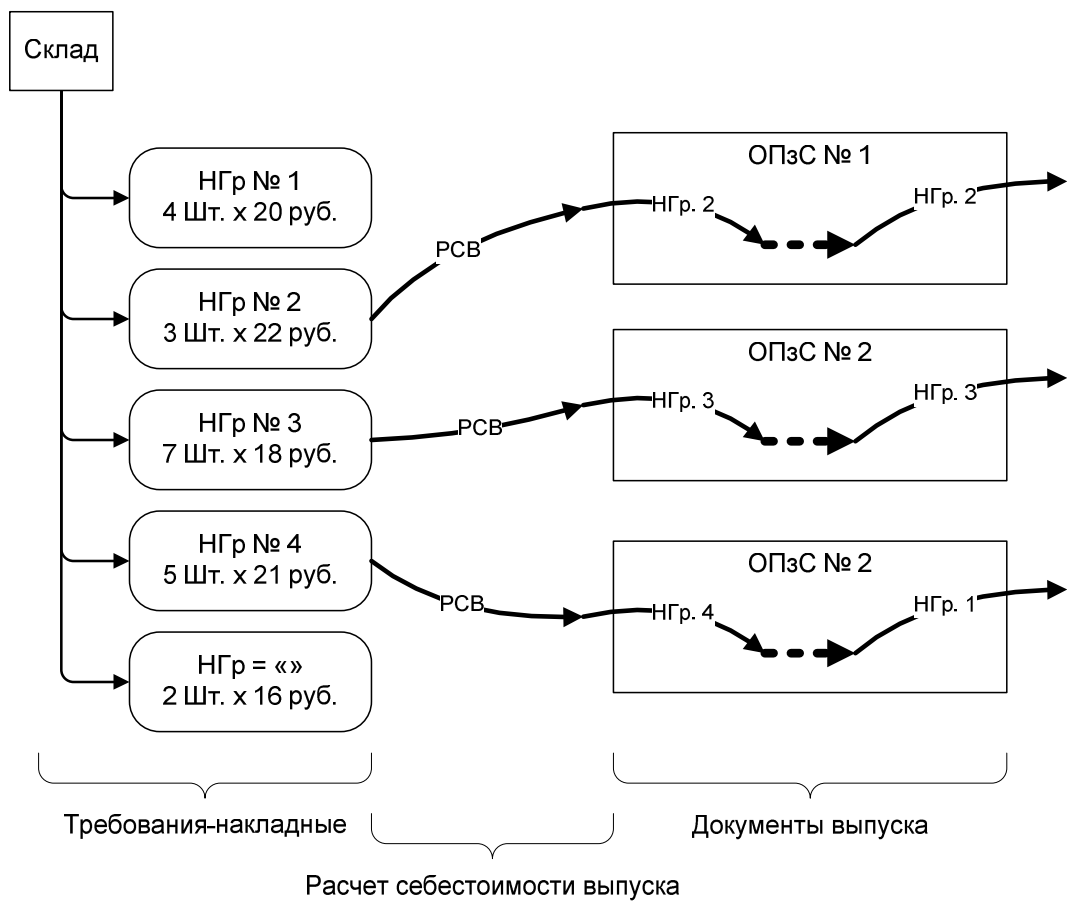 Склад
НГр № 1
4 Шт. x 20 руб.
НГр № 2
3 Шт. x 22 руб.
НГр № 3
7 Шт. x 18 руб.
НГр № 4
5 Шт. x 21 руб.
НГр = «»
2 Шт. x 16 руб.
РСВ
РСВ
РСВ
ОПзС № 1
НГр. 2
НГр. 2
ОПзС № 2
НГр. 3
НГр. 3
ОПзС № 2
НГр. 4
НГр. 1
Требования-накладные
Документы выпуска
Расчет себестоимости выпуска